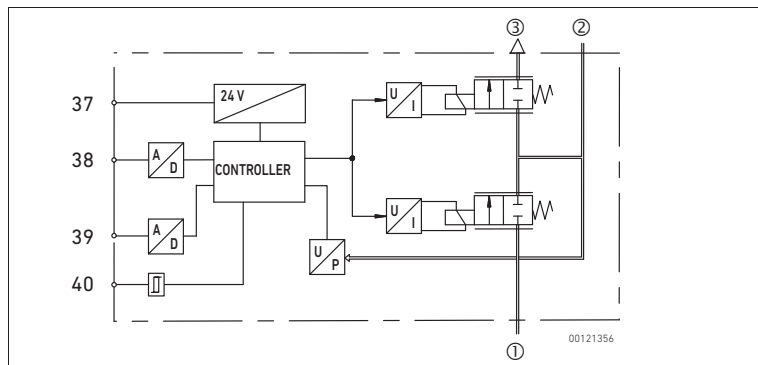 ③ ②
37
24 V
U
I
38
A
D
CONTROLLER
U
I
39
A
D
U
P
40
00121356
①